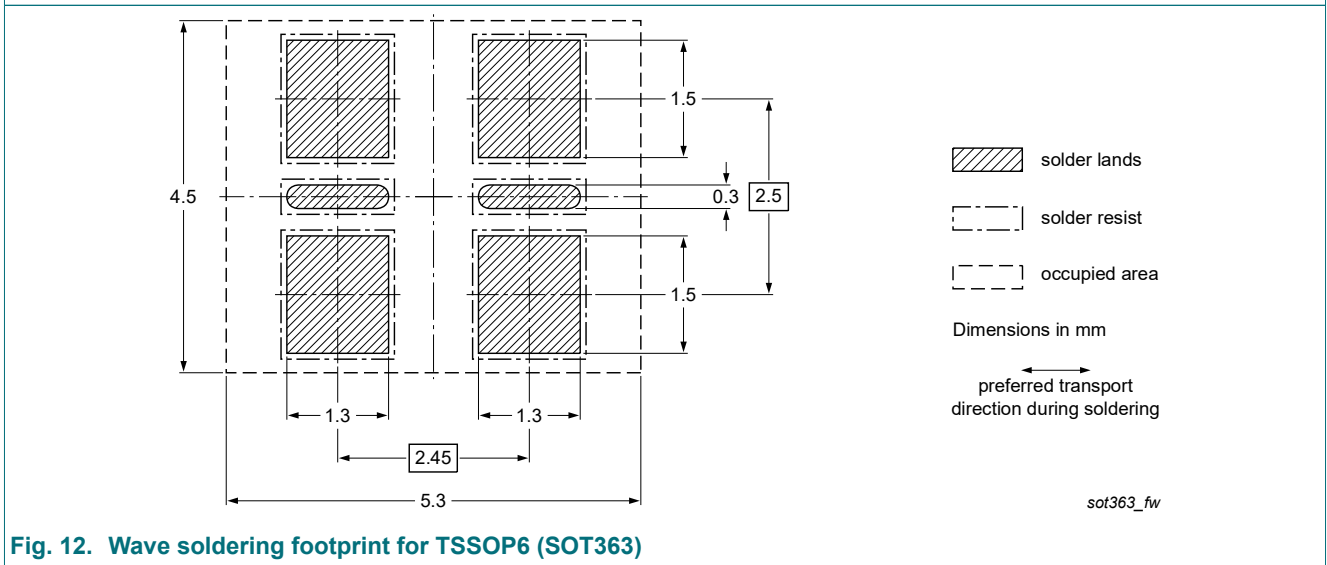 1.5
4.5
0.3
2.5
1.5
1.3
1.3
2.45
5.3
solder lands
solder resist
occupied area
Dimensions in mm
preferred transport
direction during soldering
sot363_fw
Fig. 12. Wave soldering footprint for TSSOP6 (SOT363)